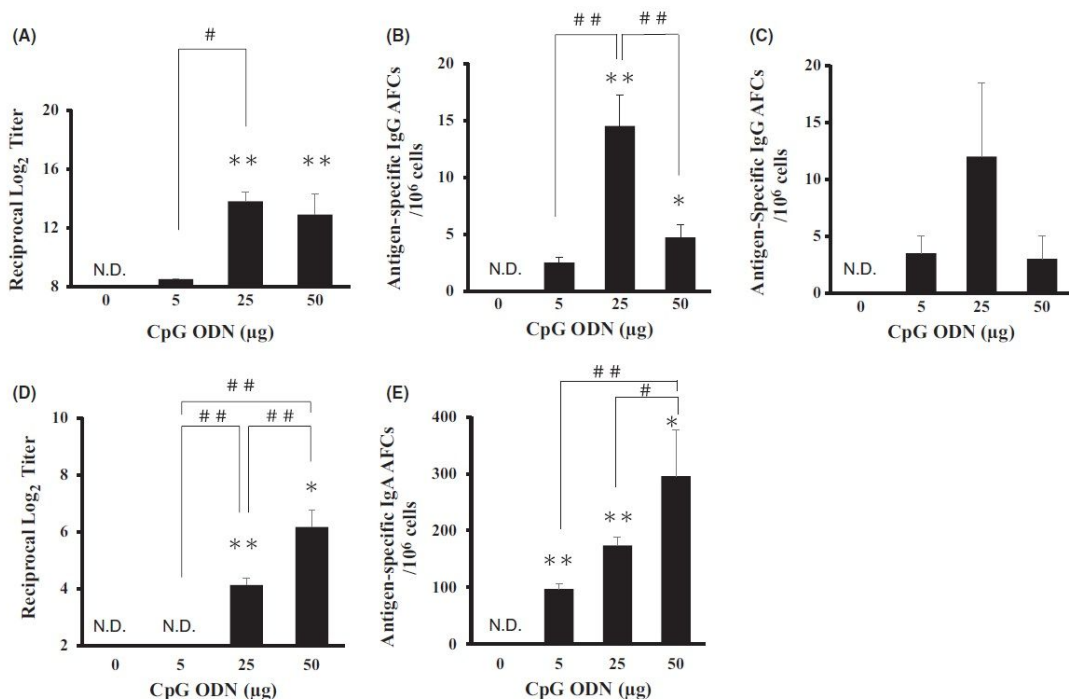 (A)
#
Reciprocal Log2 Titer
20
16
12
8
N.D.
**
**
0 5 25 50
CpG ODN (μg)
(B)
## ##
Antigen-specific IgG AFCs
/10^6 cells
20
15
10
5
0
N.D.
**
*
0 5 25 50
CpG ODN (μg)
(C)
Antigen-Specific IgG AFCs
/10^6 cells
20
15
10
5
0
N.D.
0 5 25 50
CpG ODN (μg)
(D)
##
## ##
Reciprocal Log2 Titer
10
8
6
4
2
N.D. N.D.
**
*
0 5 25 50
CpG ODN (μg)
(E)
##
#
Antigen-specific IgA AFCs
/10^6 cells
400
300
200
100
0
N.D.
**
**
*
0 5 25 50
CpG ODN (μg)